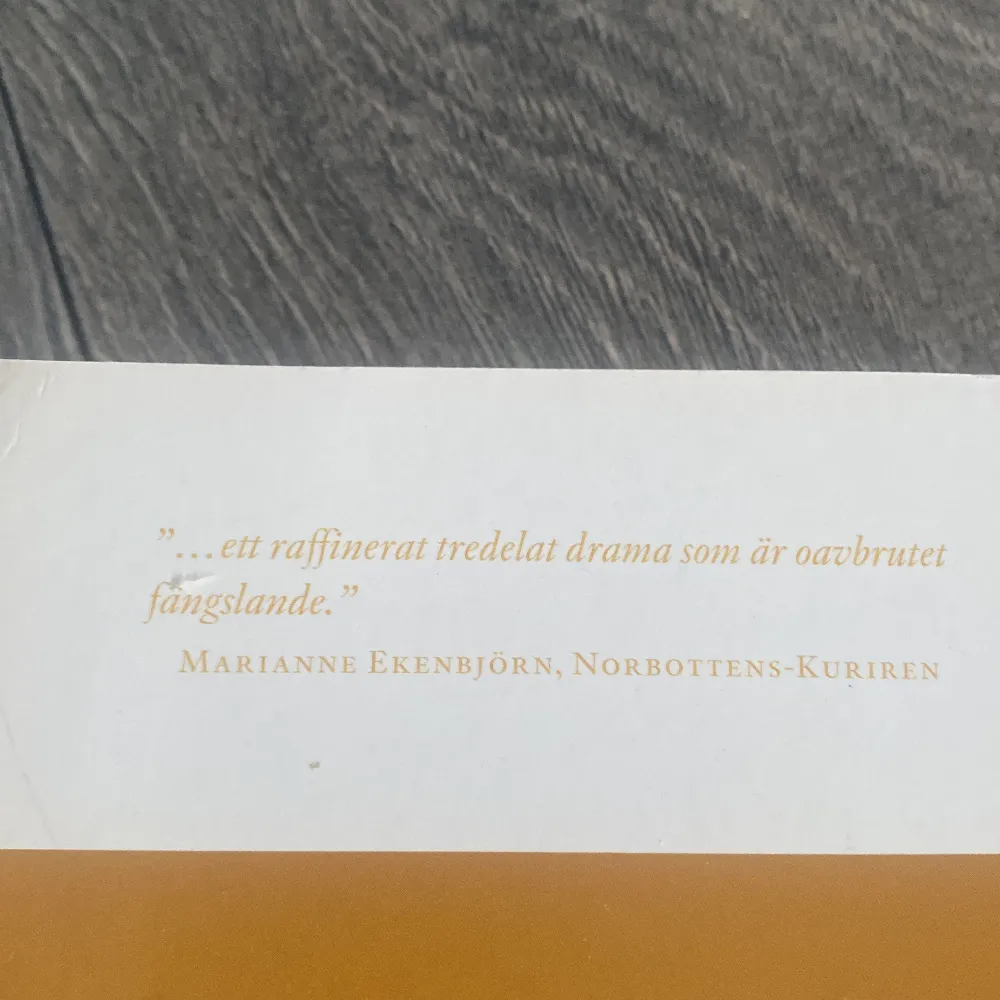 ”…ett raffinerat tredelat drama som är oavbrutet
fängslande.”
MARIANNE EKENBJÖRN, NORBOTTENS-KURIREN